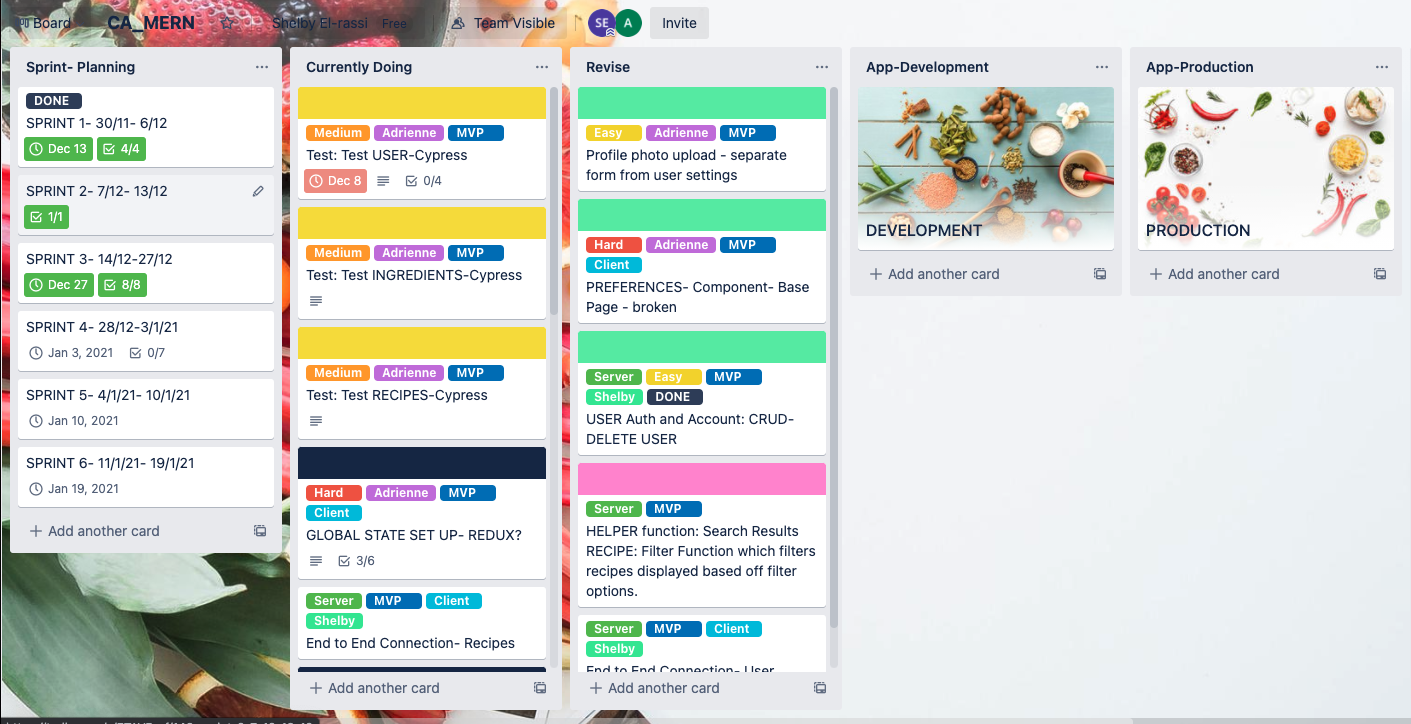 Board
CA_MERN
Shelby El-rassi
Free
Team Visible
SE
A
Invite
Sprint- Planning
DONE
SPRINT 1- 30/11- 6/12
Dec 13
4/4
SPRINT 2- 7/12- 13/12
1/1
SPRINT 3- 14/12-27/12
Dec 27
8/8
SPRINT 4- 28/12-3/1/21
Jan 3, 2021
0/7
SPRINT 5- 4/1/21- 10/1/21
Jan 10, 2021
SPRINT 6- 11/1/21- 19/1/21
Jan 19, 2021
Add another card
Currently Doing
Medium Adrienne MVP
Test: Test USER-Cypress
Dec 8
0/4
Medium Adrienne MVP
Test: Test INGREDIENTS-Cypress
Medium Adrienne MVP
Test: Test RECIPES-Cypress
Hard Adrienne MVP
Client
GLOBAL STATE SET UP- REDUX?
3/6
Server MVP Client
Shelby
End to End Connection- Recipes
Add another card
Revise
Easy Adrienne MVP
Profile photo upload - separate
form from user settings
Hard Adrienne MVP
Client
PREFERENCES- Component- Base
Page - broken
Server Easy MVP
Shelby DONE
USER Auth and Account: CRUD-
DELETE USER
Server MVP
HELPER function: Search Results
RECIPE: Filter Function which filters
recipes displayed based off filter
options.
Server MVP Client
Shelby
End to End Connection- User
Add another card
App-Development
DEVELOPMENT
Add another card
App-Production
PRODUCTION
Add another card